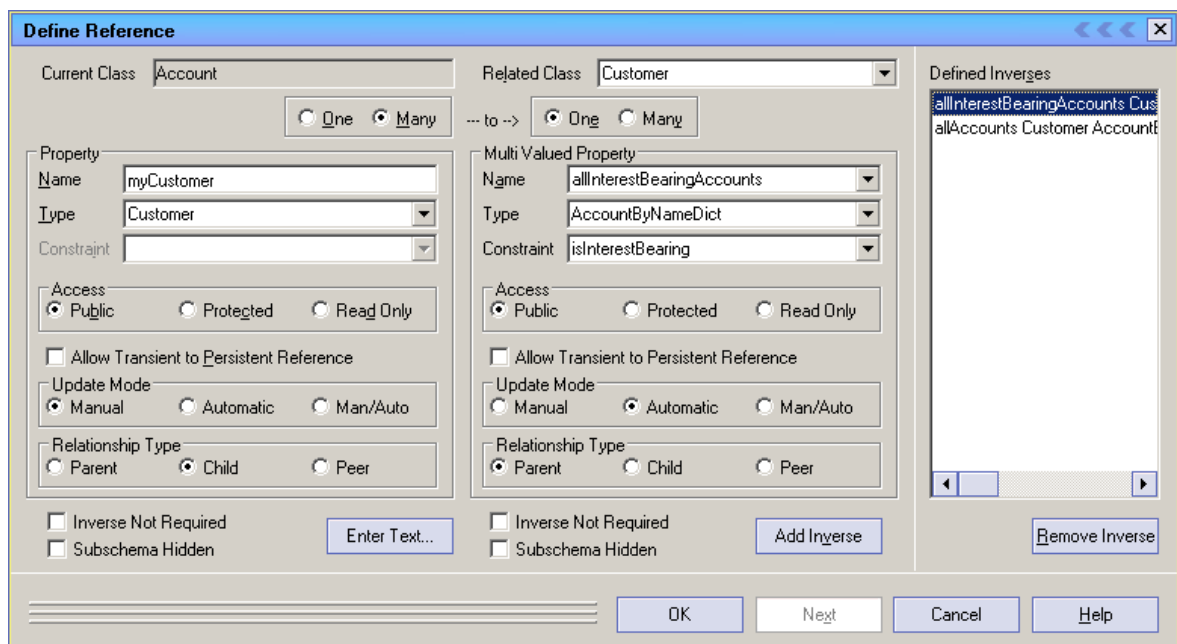 Define Reference
Current Class Account
Related Class Customer
One Many --- to --> One Many
Property
Name myCustomer
Type Customer
Constraint
Access
Public Protected Read Only
Allow Transient to Persistent Reference
Update Mode
Manual Automatic Man/Auto
Relationship Type
Parent Child Peer
Inverse Not Required
Subschema Hidden
Enter Text...
Multi Valued Property
Name allInterestBearingAccounts
Type AccountByNameDict
Constraint isInterestBearing
Access
Public Protected Read Only
Allow Transient to Persistent Reference
Update Mode
Manual Automatic Man/Auto
Relationship Type
Parent Child Peer
Inverse Not Required
Subschema Hidden
Add Inverse
Defined Inverses
allInterestBearingAccounts Cus
allAccounts Customer Account
Remove Inverse
OK Next Cancel Help